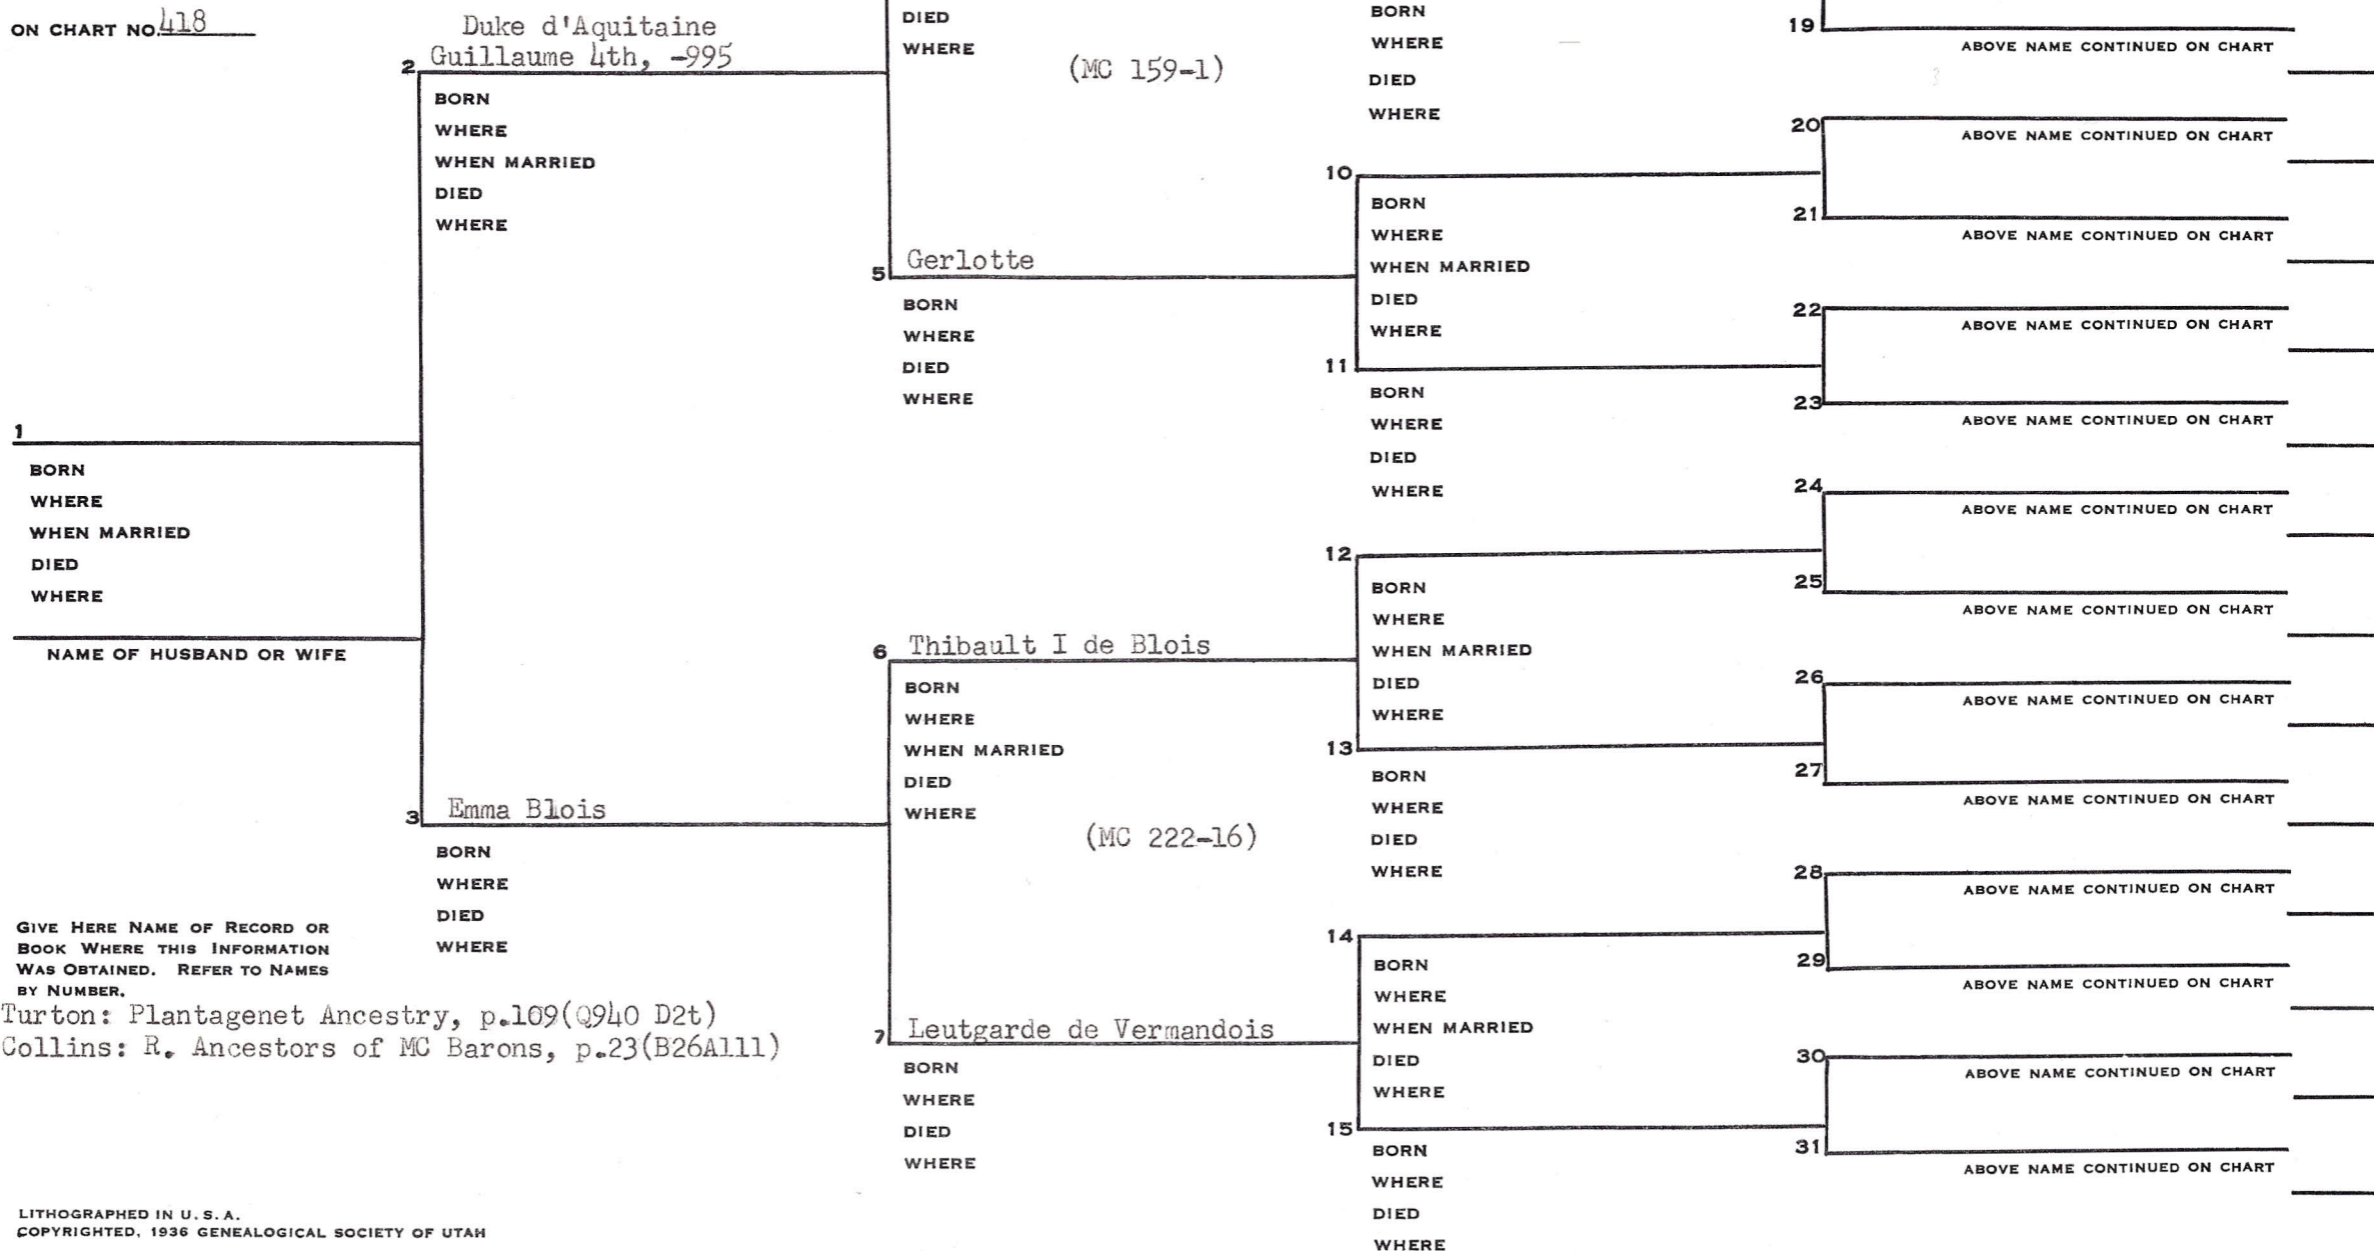 ON CHART NO. 418
Duke d'Aquitaine
2 Guillaume 4th, -995
BORN
WHERE
WHEN MARRIED
DIED
WHERE
1
BORN
WHERE
WHEN MARRIED
DIED
WHERE
NAME OF HUSBAND OR WIFE
3 Emma Blois
BORN
WHERE
DIED
WHERE
GIVE HERE NAME OF RECORD OR
BOOK WHERE THIS INFORMATION
WAS OBTAINED. REFER TO NAMES
BY NUMBER.
Turton: Plantagenet Ancestry, p.109(Q940 D2t)
Collins: R. Ancestors of MC Barons, p.23(B26A111)
LITHOGRAPHED IN U. S. A.
COPYRIGHTED, 1936 GENEALOGICAL SOCIETY OF UTAH
DIED
WHERE
(MC 159-1)
5 Gerlotte
BORN
WHERE
DIED
WHERE
6 Thibault I de Blois
BORN
WHERE
WHEN MARRIED
DIED
WHERE
(MC 222-16)
7 Leutgarde de Vermandois
BORN
WHERE
DIED
WHERE
BORN
WHERE
DIED
WHERE
10
BORN
WHERE
WHEN MARRIED
DIED
WHERE
11
BORN
WHERE
DIED
WHERE
12
BORN
WHERE
WHEN MARRIED
DIED
WHERE
13
BORN
WHERE
DIED
WHERE
14
BORN
WHERE
WHEN MARRIED
DIED
WHERE
15
BORN
WHERE
DIED
WHERE
19
ABOVE NAME CONTINUED ON CHART
20
ABOVE NAME CONTINUED ON CHART
21
ABOVE NAME CONTINUED ON CHART
22
ABOVE NAME CONTINUED ON CHART
23
ABOVE NAME CONTINUED ON CHART
24
ABOVE NAME CONTINUED ON CHART
25
ABOVE NAME CONTINUED ON CHART
26
ABOVE NAME CONTINUED ON CHART
27
ABOVE NAME CONTINUED ON CHART
28
ABOVE NAME CONTINUED ON CHART
29
ABOVE NAME CONTINUED ON CHART
30
ABOVE NAME CONTINUED ON CHART
31
ABOVE NAME CONTINUED ON CHART